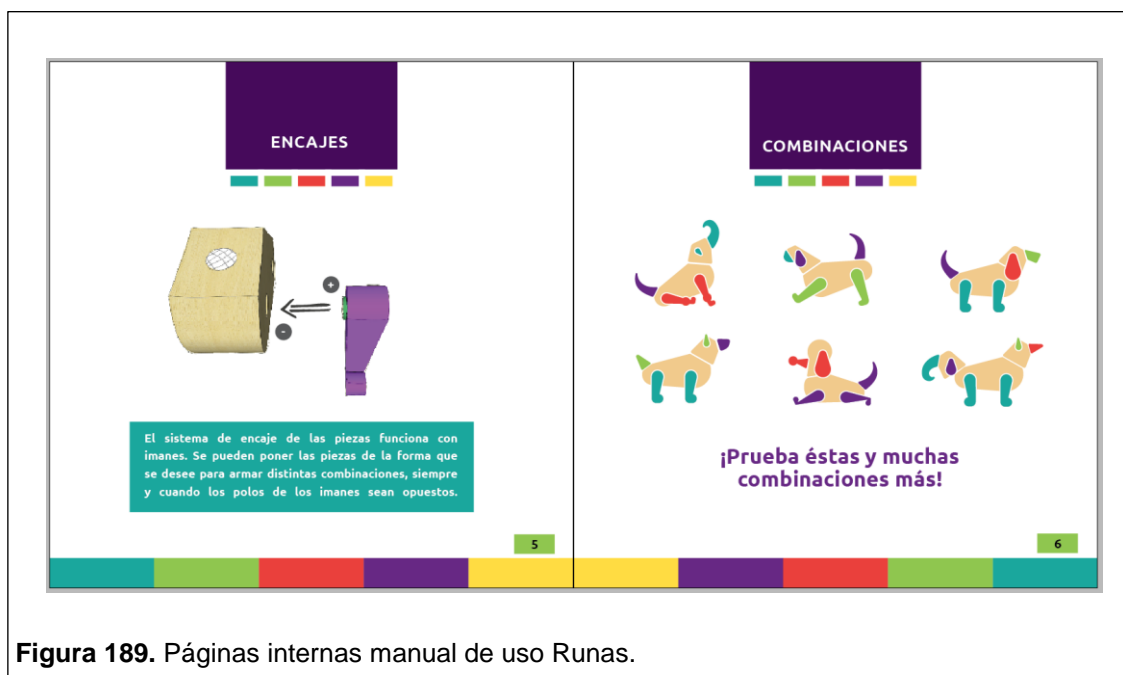 ENCAJES
+
-
El sistema de encaje de las piezas funciona con
imanes. Se pueden poner las piezas de la forma que
se desee para armar distintas combinaciones, siempre
y cuando los polos de los imanes sean opuestos.
5
COMBINACIONES
¡Prueba éstas y muchas
combinaciones más!
6
Figura 189. Páginas internas manual de uso Runas.